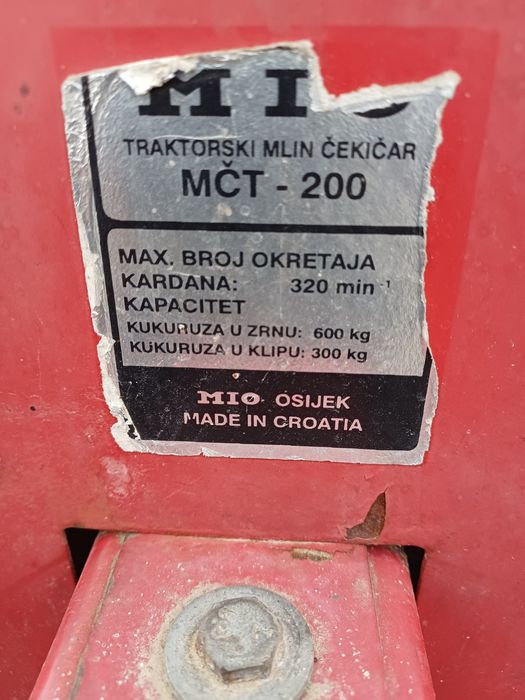 MIO
TRAKTORSKI MLIN ČEKIČAR
MČT - 200
MAX. BROJ OKRETAJA
KARDANA: 320 min -1
KAPACITET
KUKURUZA U ZRNU: 600 kg
KUKURUZA U KLIPU: 300 kg
MIO OSIJEK
MADE IN CROATIA